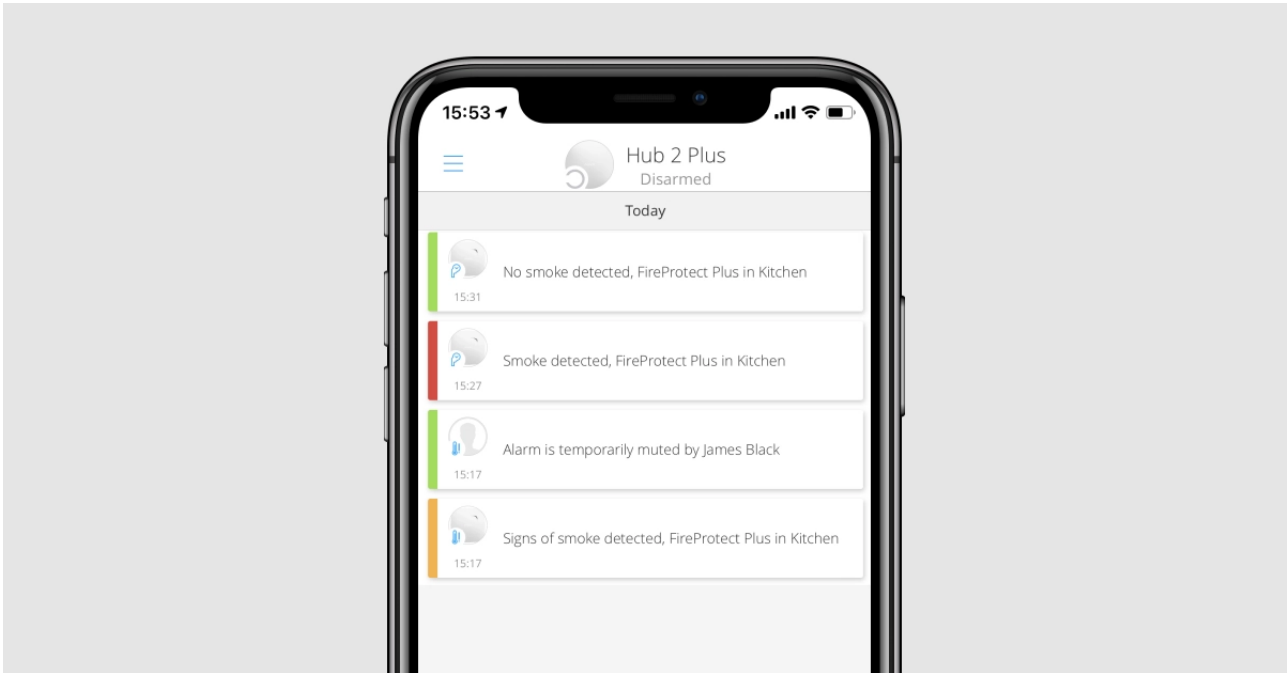 15:53
Hub 2 Plus
Disarmed
Today
No smoke detected, FireProtect Plus in Kitchen
15:31
Smoke detected, FireProtect Plus in Kitchen
15:27
Alarm is temporarily muted by James Black
15:17
Signs of smoke detected, FireProtect Plus in Kitchen
15:17